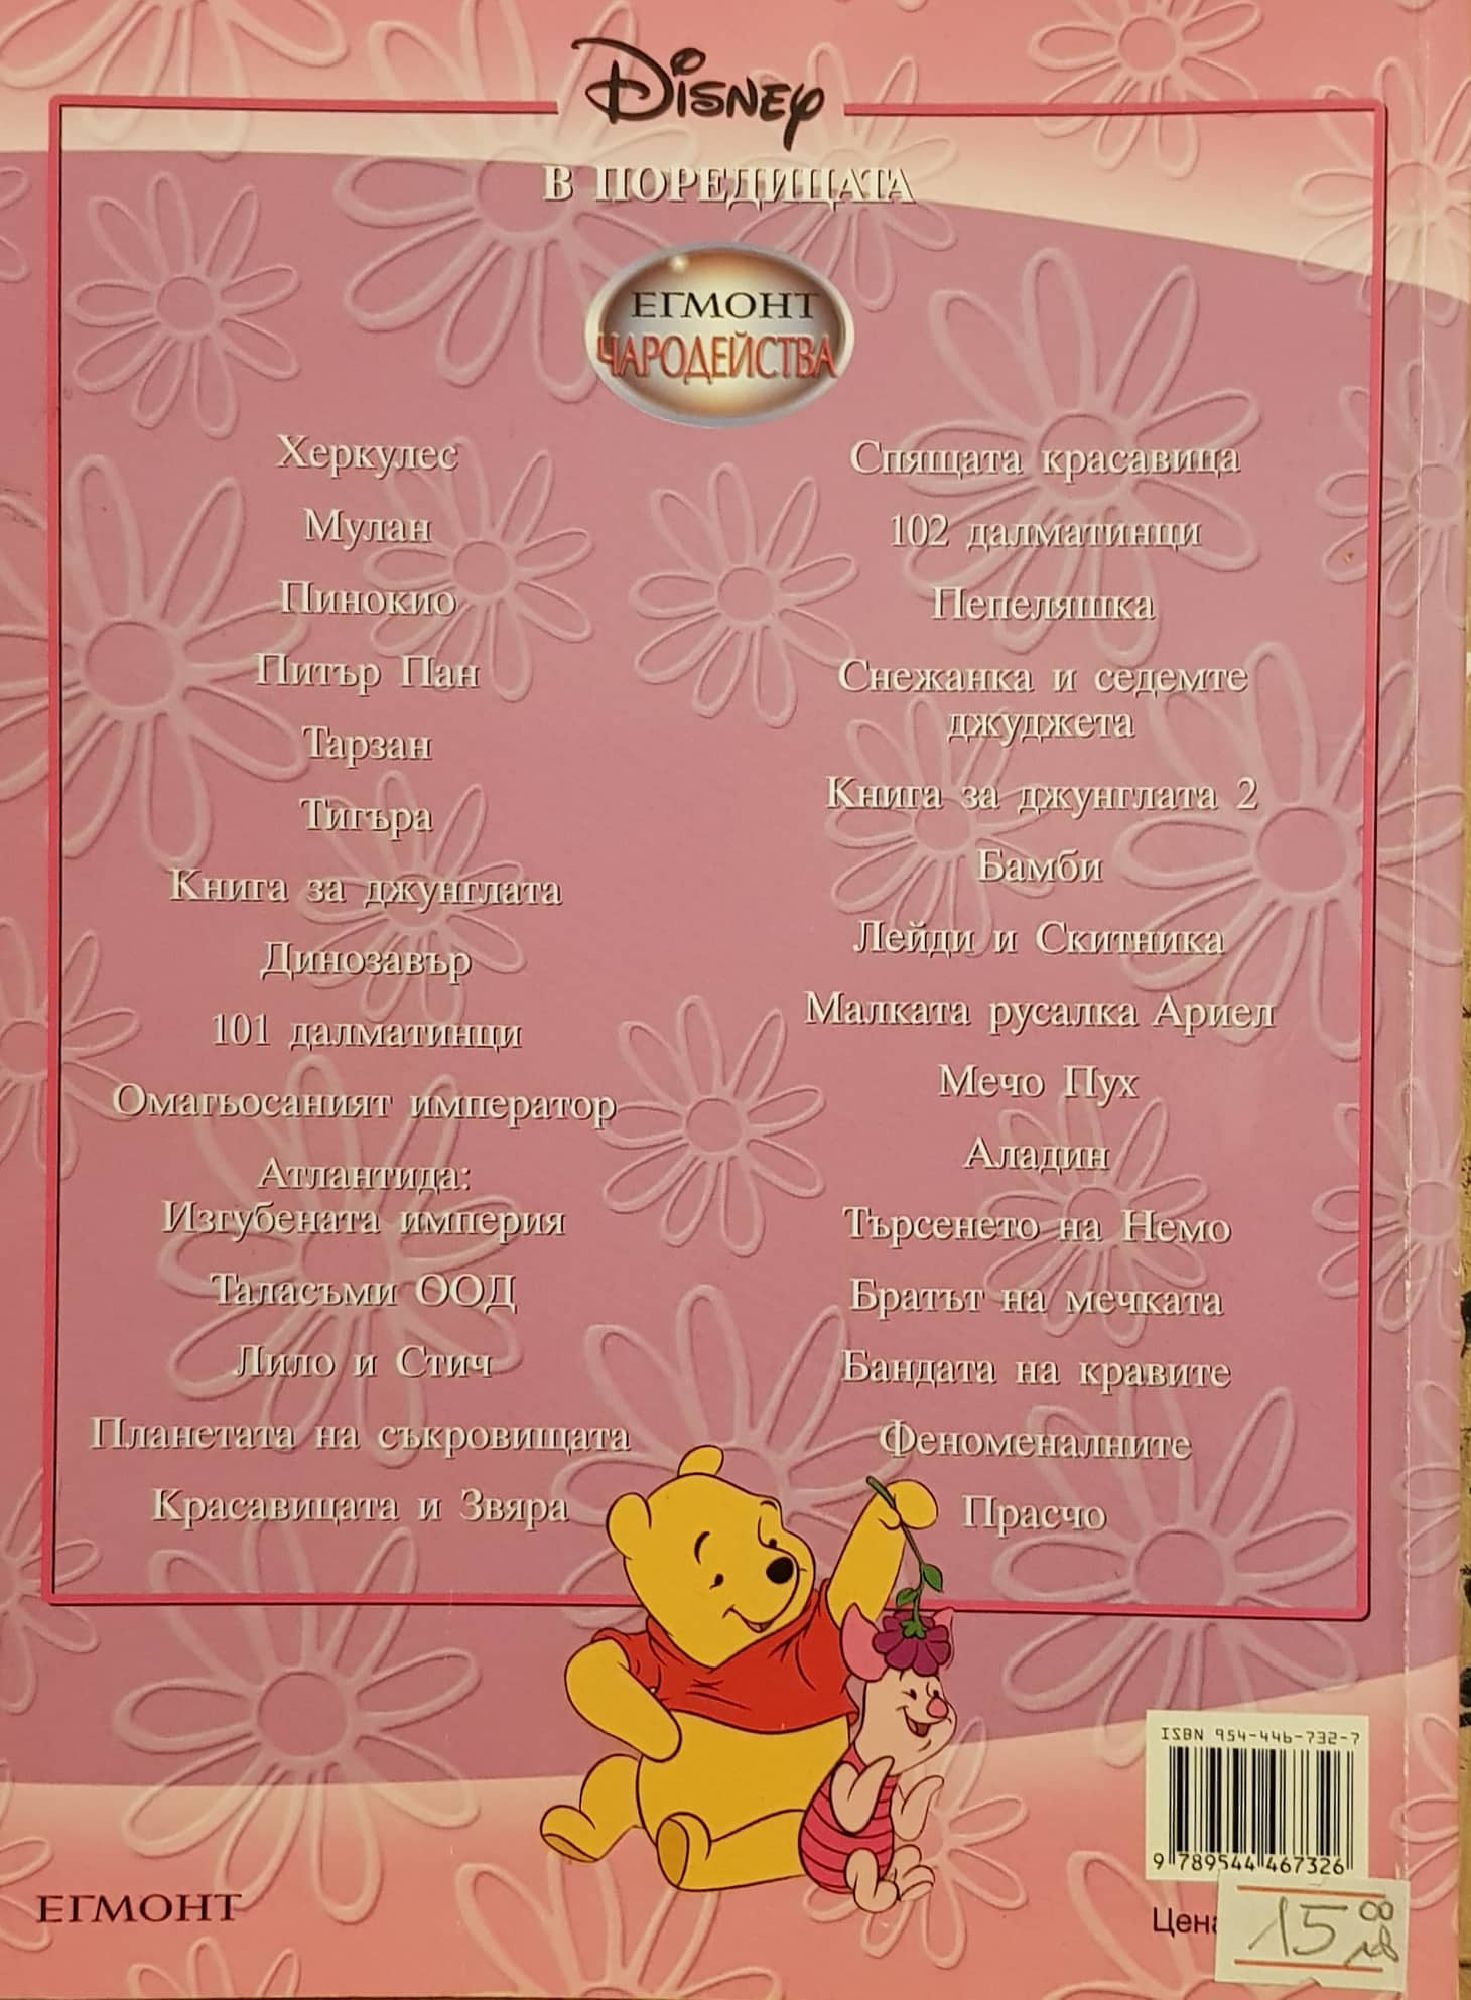 Disney
В ПОРЕДИЦАТА
ЕГМОНТ
ЧАРОДЕЙСТВА
Херкулес
Мулан
Пинокио
Питър Пан
Тарзан
Тигъра
Книга за джунглата
Динозавър
101 далматинци
Омагьосаният император
Атлантида:
Изгубената империя
Таласъми ООД
Лило и Стич
Планетата на съкровищата
Красавицата и Звяра
Спящата красавица
102 далматинци
Пепеляшка
Снежанка и седемте
джуджета
Книга за джунглата 2
Бамби
Лейди и Скитника
Малката русалка Ариел
Мечо Пух
Аладин
Търсенето на Немо
Братът на мечката
Бандата на кравите
Феноменалните
Прасчо
ISBN 954-446-732-7
9 789544 467326
ЕГМОНТ
15 00 лв